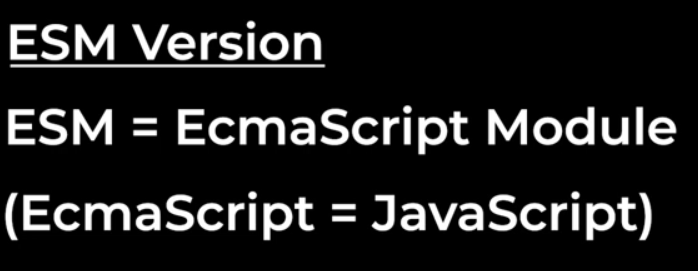 ESM Version
ESM = EcmaScript Module
(EcmaScript = JavaScript)